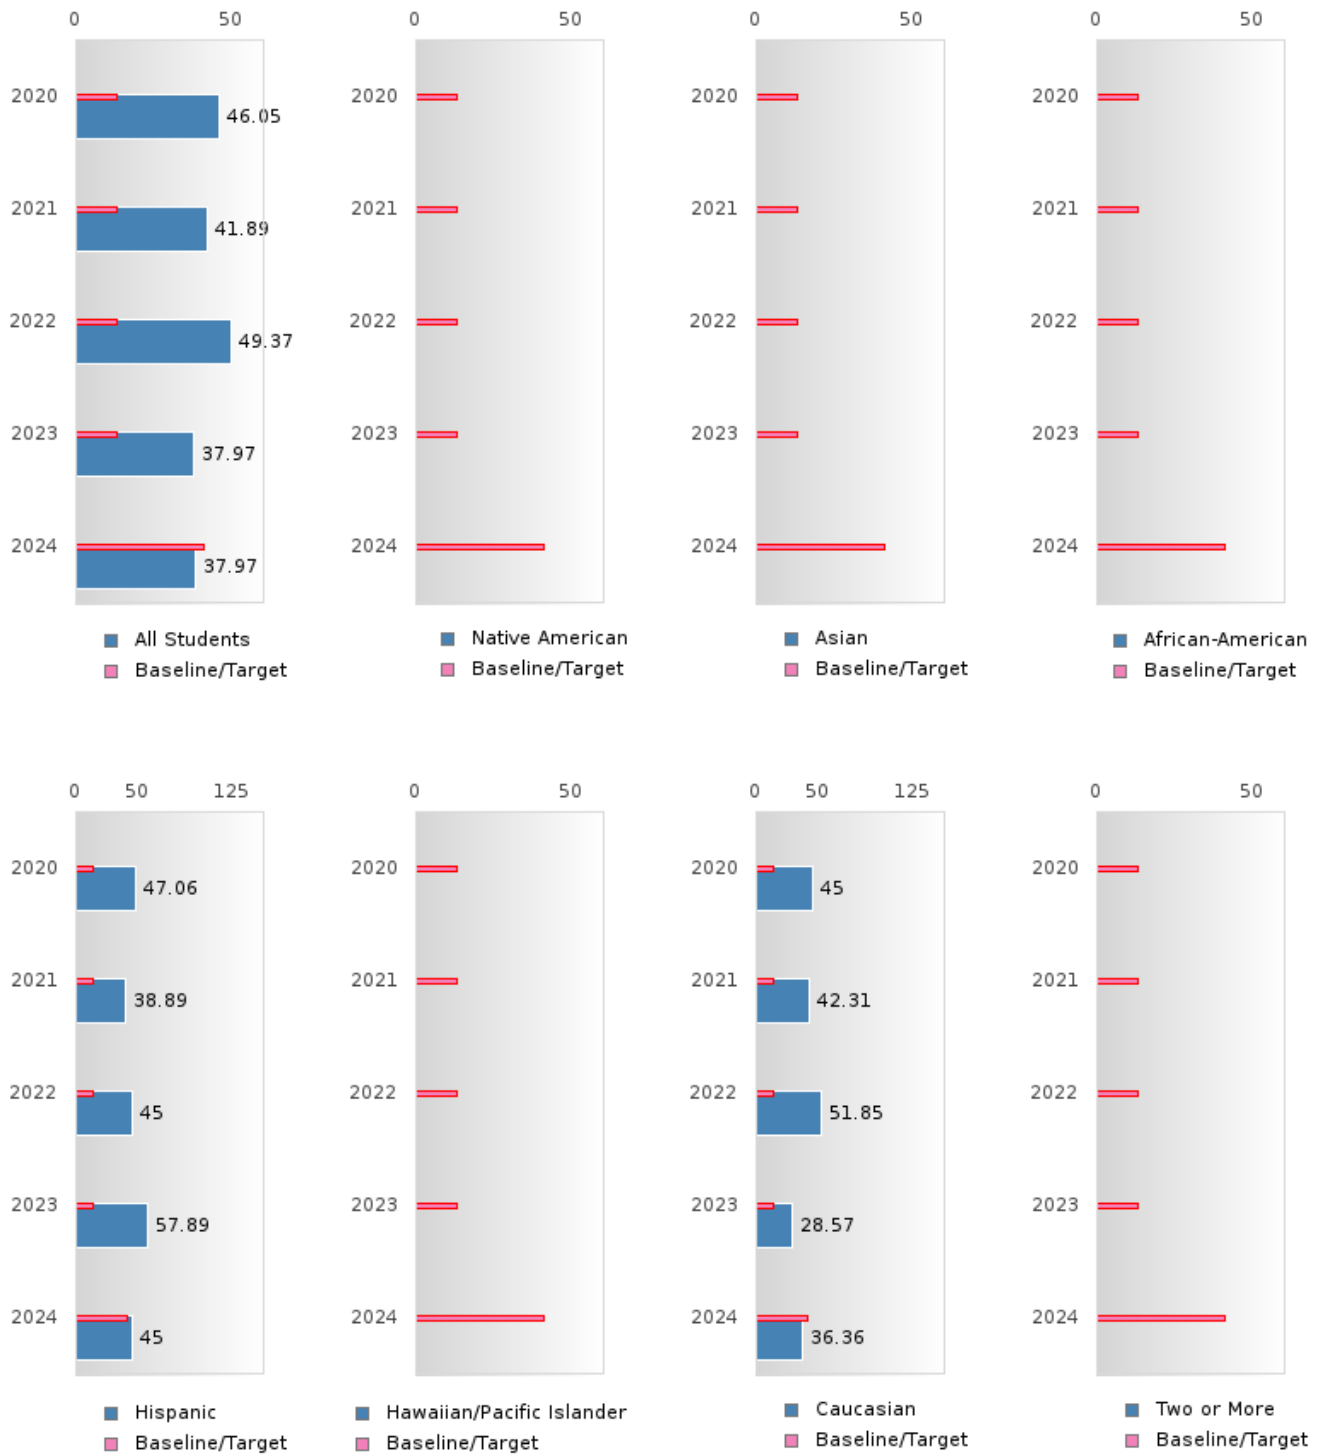 0 50 0 50 0 50 0 50
2020 46.05 2020 2020 2020
2021 41.89 2021 2021 2021
2022 49.37 2022 2022 2022
2023 37.97 2023 2023 2023
2024 37.97 2024 2024 2024
All Students Native American Asian African-American
Baseline/Target Baseline/Target Baseline/Target Baseline/Target
0 50 125 0 50 0 50 125 0 50
2020 47.06 2020 2020 45 2020
2021 38.89 2021 2021 42.31 2021
2022 45 2022 2022 51.85 2022
2023 57.89 2023 2023 28.57 2023
2024 45 2024 2024 36.36 2024
Hispanic Hawaiian/Pacific Islander Caucasian Two or More
Baseline/Target Baseline/Target Baseline/Target Baseline/Target